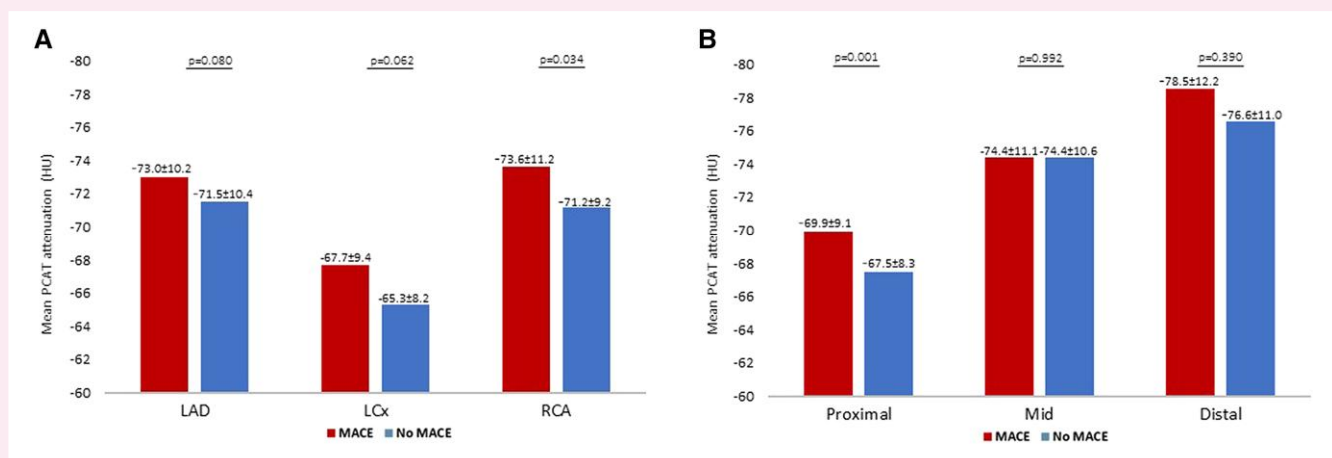 A
Mean PCAT attenuation (HU)
-80
-78
-76
-74
-72
-70
-68
-66
-64
-62
-60
p=0.080
p=0.062
p=0.034
−73.0±10.2
−71.5±10.4
−67.7±9.4
−65.3±8.2
−73.6±11.2
−71.2±9.2
LAD
LCx
RCA
MACE No MACE
B
Mean PCAT attenuation (HU)
-80
-78
-76
-74
-72
-70
-68
-66
-64
-62
-60
p=0.001
p=0.992
p=0.390
−69.9±9.1
−67.5±8.3
−74.4±11.1
−74.4±10.6
−78.5±12.2
−76.6±11.0
Proximal
Mid
Distal
MACE No MACE